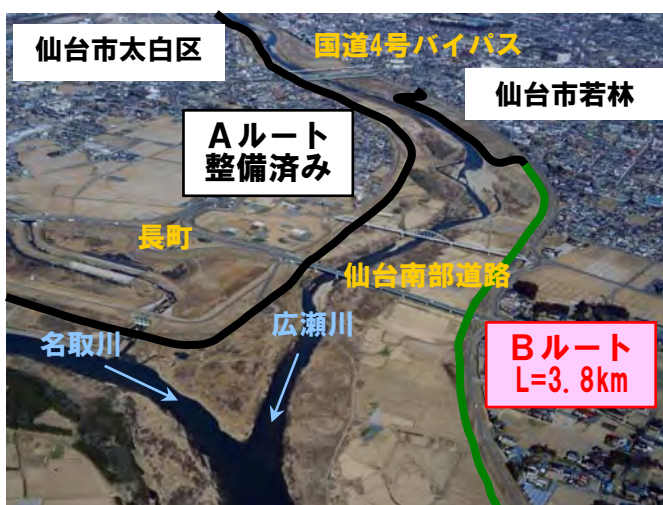 仙台市太白区
国道4号バイパス
仙台市若林
Aルート
整備済み
長町
仙台南部道路
名取川
広瀬川
Bルート
L=3.8km